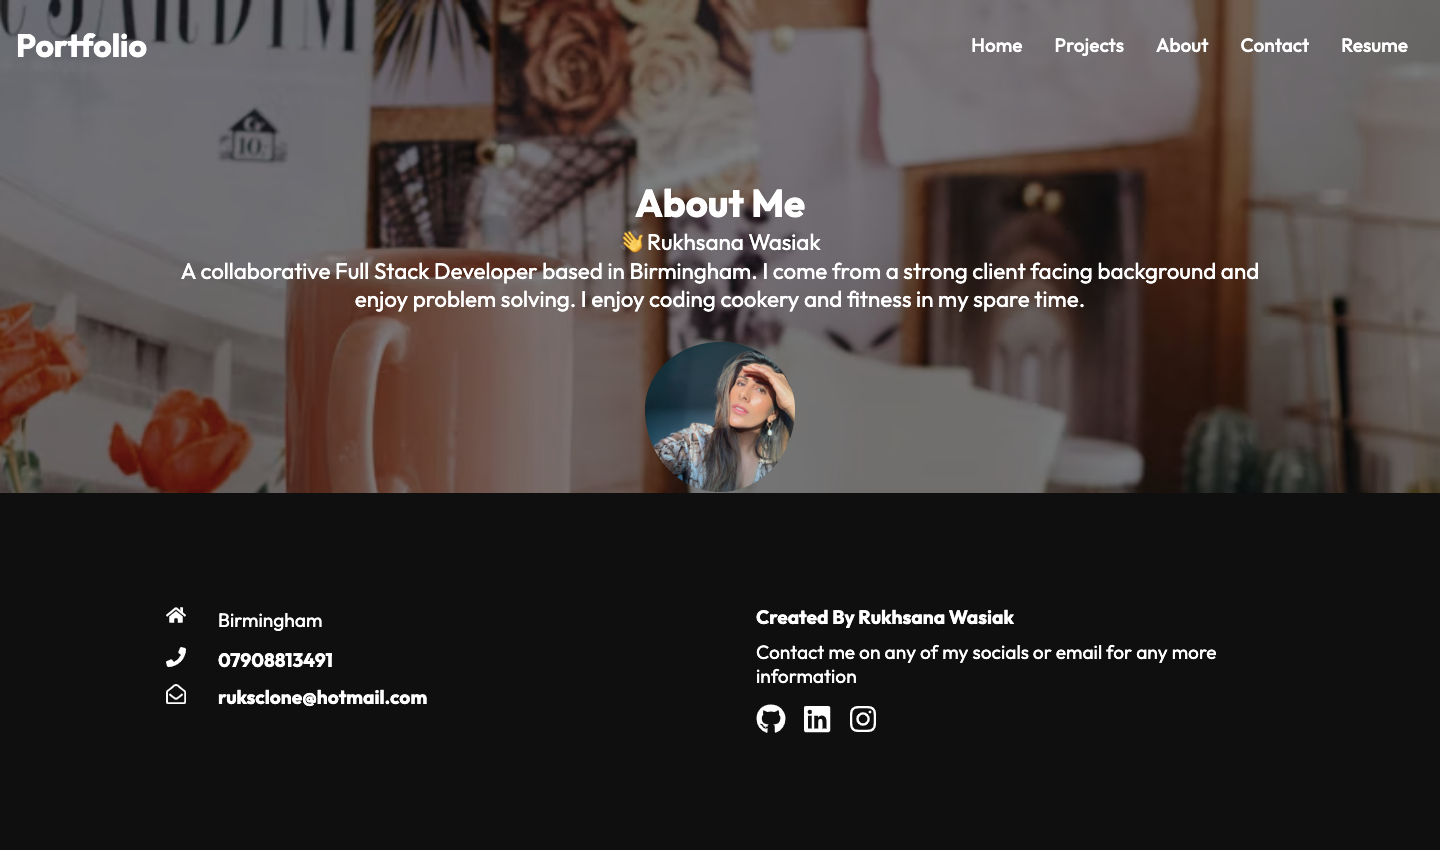 Portfolio
Home Projects About Contact Resume
G
10
About Me
👋 Rukhsana Wasiak
A collaborative Full Stack Developer based in Birmingham. I come from a strong client facing background and
enjoy problem solving. I enjoy coding cookery and fitness in my spare time.
Birmingham
07908813491
ruksclone@hotmail.com
Created By Rukhsana Wasiak
Contact me on any of my socials or email for any more
information
in